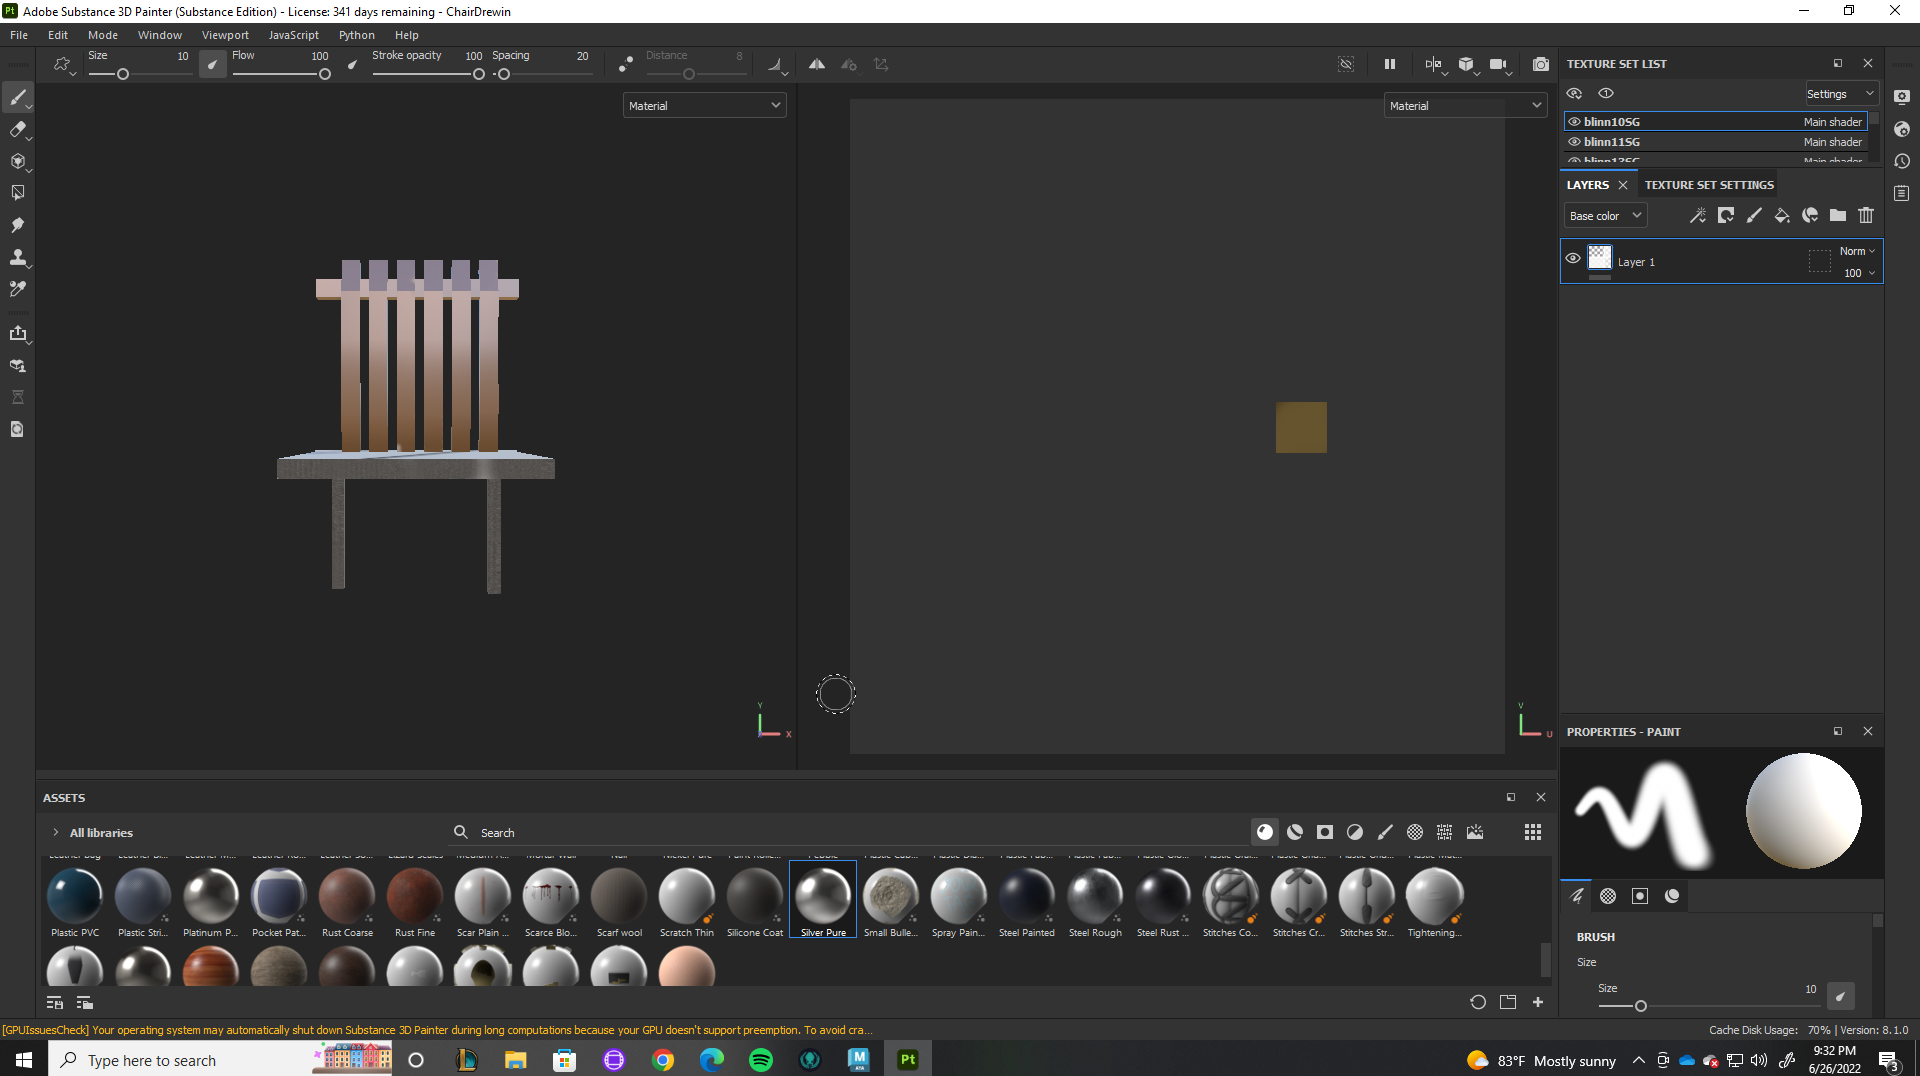 Pt Adobe Substance 3D Painter (Substance Edition) - License: 341 days remaining - ChairDrewin
File Edit Mode Window Viewport JavaScript Python Help
Size 10 Flow 100 Stroke opacity 100 Spacing 20 Distance 8
Material
Material
TEXTURE SET LIST
Settings
blinn10SG Main shader
blinn11SG Main shader
LAYERS TEXTURE SET SETTINGS
Base color
Layer 1 Norm
100
Y
X
V
U
PROPERTIES - PAINT
BRUSH
Size
Size 10
ASSETS
All libraries Search
Plastic PVC Plastic Stri... Platinum P... Pocket Pat... Rust Coarse Rust Fine Scar Plain ... Scarce Blo... Scarf wool Scratch Thin Silicone Coat Silver Pure Small Bulle... Spray Pain... Steel Painted Steel Rough Steel Rust ... Stitches Co... Stitches Cr... Stitches Str... Tightening...
[GPUIssuesCheck] Your operating system may automatically shut down Substance 3D Painter during long computations because your GPU doesn't support preemption. To avoid cra...
Cache Disk Usage: 70% | Version: 8.1.0
Type here to search
M
Pt
83°F Mostly sunny
9:32 PM
6/26/2022
3